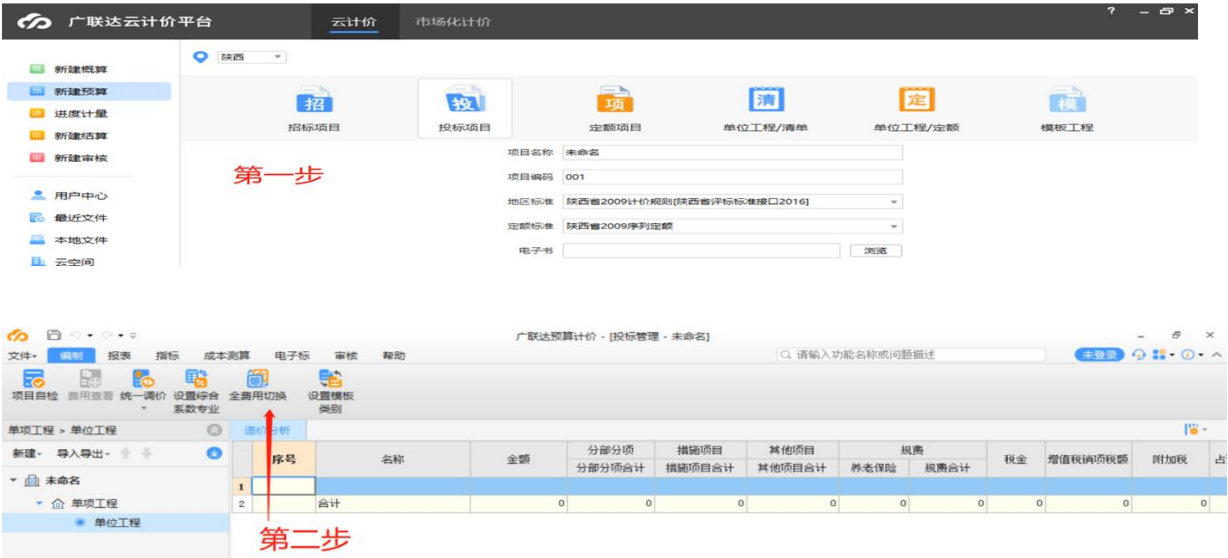 广联达云计价平台 云计价 市场化计价 ?
陕西
新建概算
新建预算
进度计量
新建结算
新建审核
用户中心
最近文件
本地文件
云空间
招 投 项 清 定 模
招标项目 投标项目 定额项目 单位工程/清单 单位工程/定额 模板工程
第一步
项目名称 未命名
项目编码 001
地区标准 陕西省2009计价规则[陕西省评标标准接口2016]
定额标准 陕西省2009序列定额
电子书 浏览
广联达预算计价 - [投标管理 - 未命名]
文件 编制 报表 指标 成本测算 电子标 审核 帮助 请输入功能名称或问题描述 未登录
项目自检 费用查看 统一调价 设置综合 全费用切换 设置模板
系数专业 类别
单项工程 > 单位工程 造价分析
新建 导入导出
未命名
单项工程
单位工程
序号 名称 金额 分部分项 措施项目 其他项目 规费 税金 增值税销项税额 附加税 占
分部分项合计 措施项目合计 其他项目合计 养老保险 规费合计
1
2 合计 0 0 0 0 0 0 0 0 0
第二步